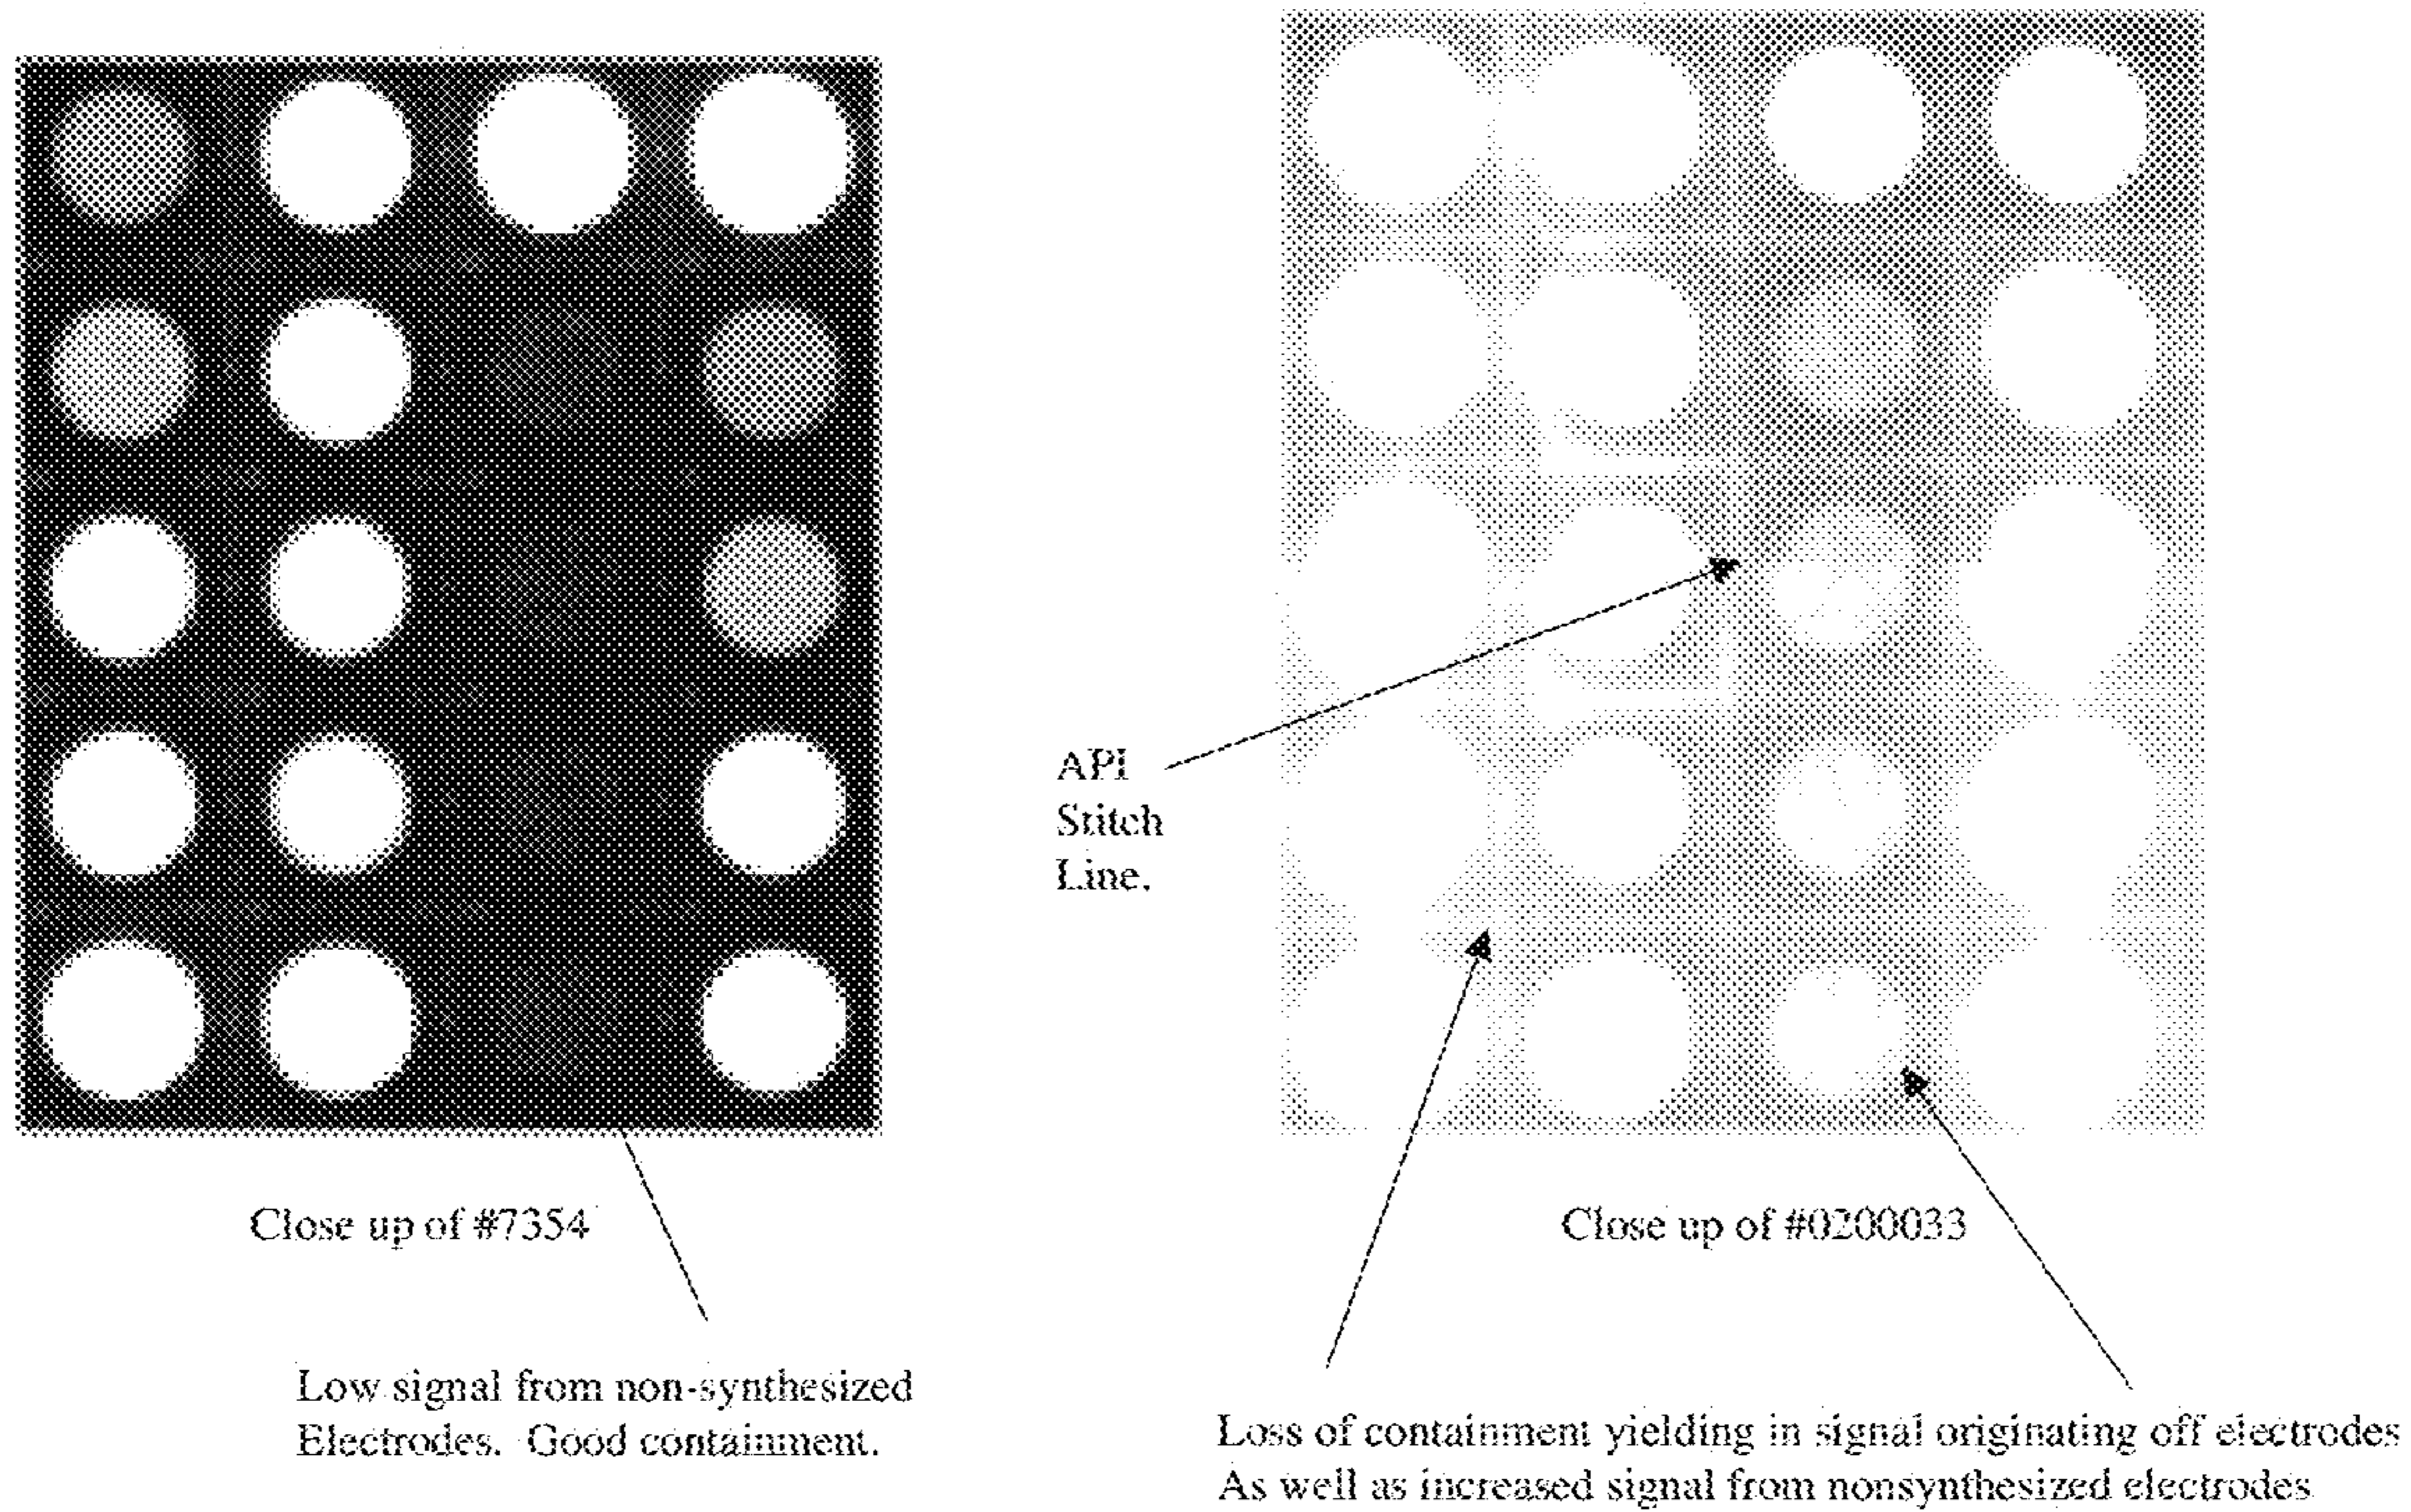 API
Stitch
Line.
Close up of #7354
Close up of #0200033
Low signal from non-synthesized
Electrodes. Good containment.
Loss of containment yielding in signal originating off electrodes
As well as increased signal from nonsynthesized electrodes